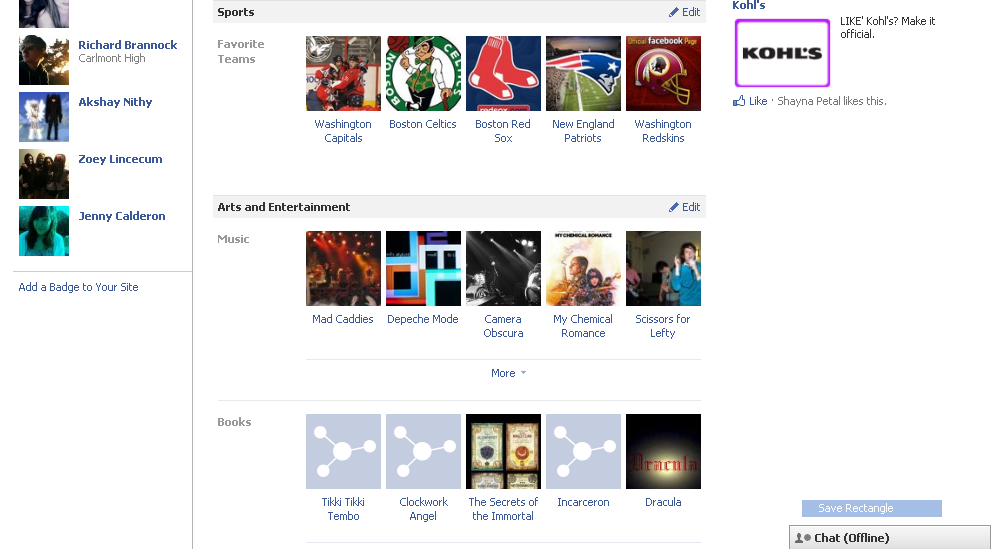 Richard Brannock
Carlmont High
Akshay Nithy
Zoey Lincecum
Jenny Calderon
Add a Badge to Your Site
Sports
Edit
Favorite
Teams
BOSTON CELTICS
redsox.com
Official facebook Page
Washington
Capitals
Boston Celtics
Boston Red
Sox
New England
Patriots
Washington
Redskins
Arts and Entertainment
Edit
Music
MY CHEMICAL ROMANCE
Mad Caddies
Depeche Mode
Camera
Obscura
My Chemical
Romance
Scissors for
Lefty
More
Books
Dracula
Tikki Tikki
Tembo
Clockwork
Angel
The Secrets of
the Immortal
Incarceron
Dracula
Kohl's
KOHL'S
LIKE' Kohl's? Make it
official.
Like · Shayna Petal likes this.
Save Rectangle
Chat (Offline)